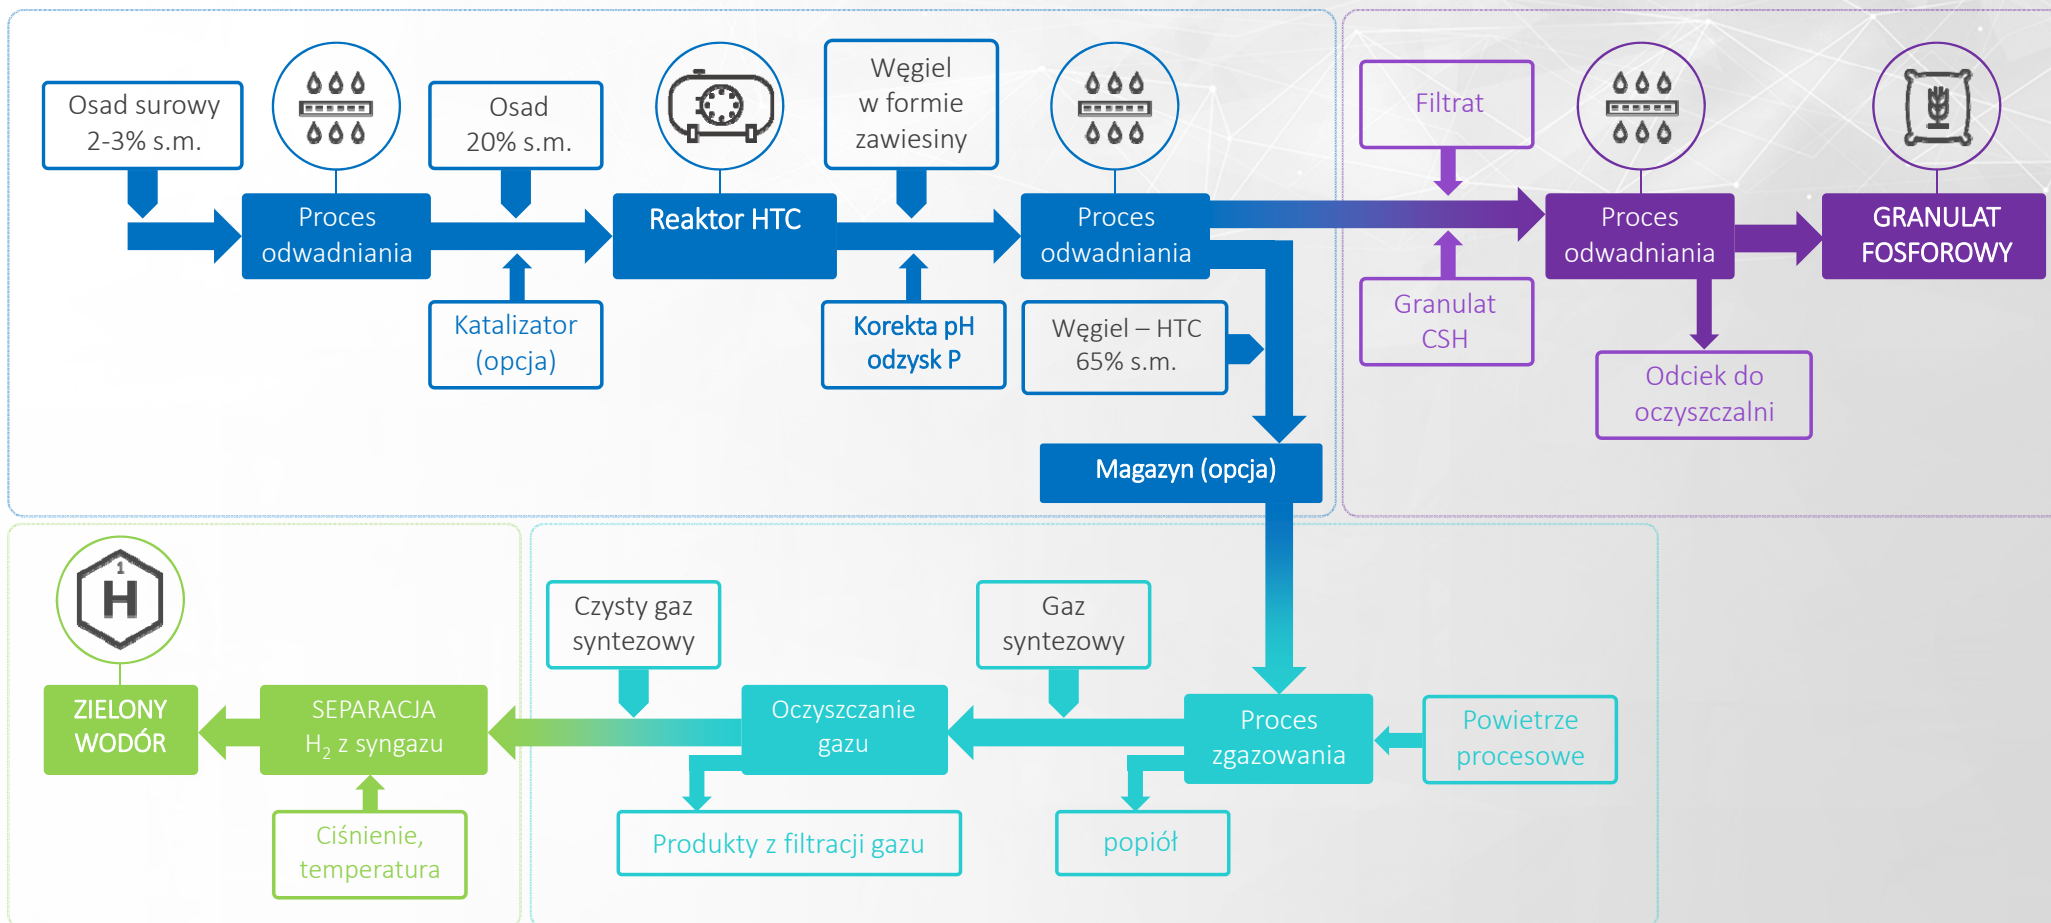 Osad surowy
2-3% s.m.
Proces
odwadniania
Osad
20% s.m.
Katalizator
(opcja)
Reaktor HTC
Węgiel
w formie
zawiesiny
Korekta pH
odzysk P
Proces
odwadniania
Węgiel – HTC
65% s.m.
Magazyn (opcja)
Filtrat
Granulat
CSH
Proces
odwadniania
Odciek do
oczyszczalni
GRANULAT
FOSFOROWY
1
H
ZIELONY
WODÓR
SEPARACJA
H₂ z syngazu
Ciśnienie,
temperatura
Czysty gaz
syntezowy
Oczyszczanie
gazu
Produkty z filtracji gazu
Gaz
syntezowy
popiół
Proces
zgazowania
Powietrze
procesowe